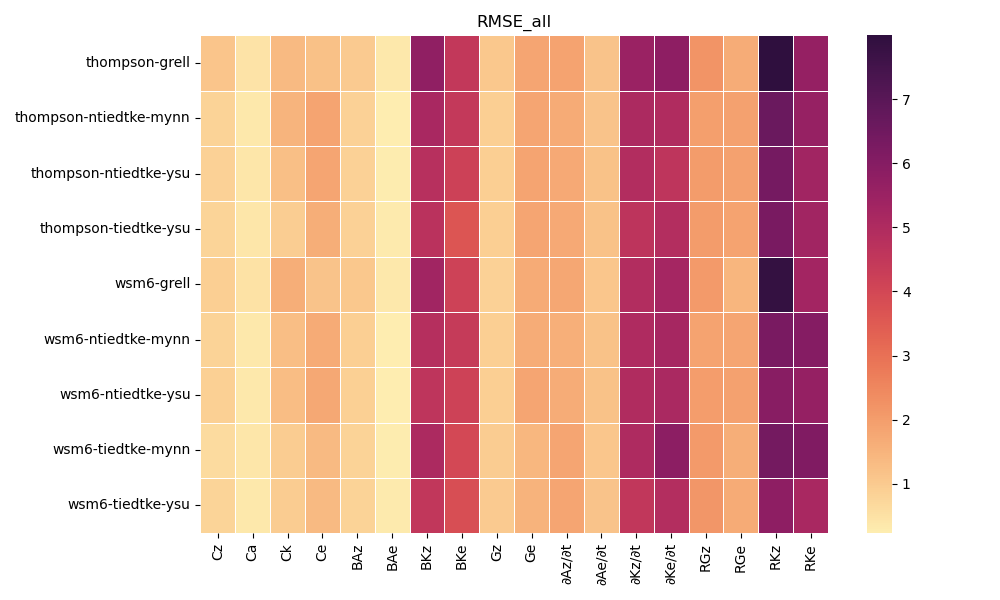 RMSE_all
thompson-grell
thompson-ntiedtke-mynn
thompson-ntiedtke-ysu
thompson-tiedtke-ysu
wsm6-grell
wsm6-ntiedtke-mynn
wsm6-ntiedtke-ysu
wsm6-tiedtke-mynn
wsm6-tiedtke-ysu
Cz
Ca
Ck
Ce
BAz
BAe
BKz
BKe
Gz
Ge
∂Az/∂t
∂Ae/∂t
∂Kz/∂t
∂Ke/∂t
RGz
RGe
RKz
RKe
7
6
5
4
3
2
1